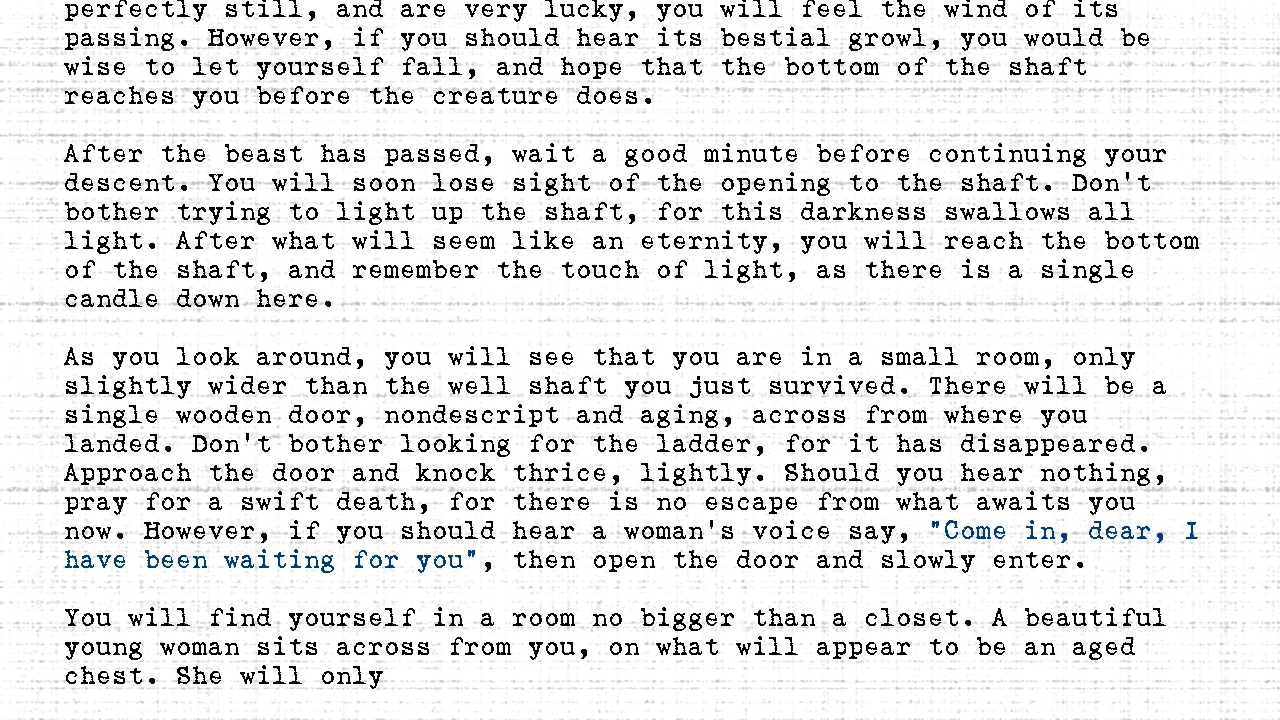 perfectly still, and are very lucky, you will feel the wind of its
passing. However, if you should hear its bestial growl, you would be
wise to let yourself fall, and hope that the bottom of the shaft
reaches you before the creature does.
After the beast has passed, wait a good minute before continuing your
descent. You will soon lose sight of the opening to the shaft. Don't
bother trying to light up the shaft, for this darkness swallows all
light. After what will seem like an eternity, you will reach the bottom
of the shaft, and remember the touch of light, as there is a single
candle down here.
As you look around, you will see that you are in a small room, only
slightly wider than the well shaft you just survived. There will be a
single wooden door, nondescript and aging, across from where you
landed. Don't bother looking for the ladder, for it has disappeared.
Approach the door and knock thrice, lightly. Should you hear nothing,
pray for a swift death, for there is no escape from what awaits you
now. However, if you should hear a woman's voice say, "Come in, dear, I
have been waiting for you", then open the door and slowly enter.
You will find yourself in a room no bigger than a closet. A beautiful
young woman sits across from you, on what will appear to be an aged
chest. She will only